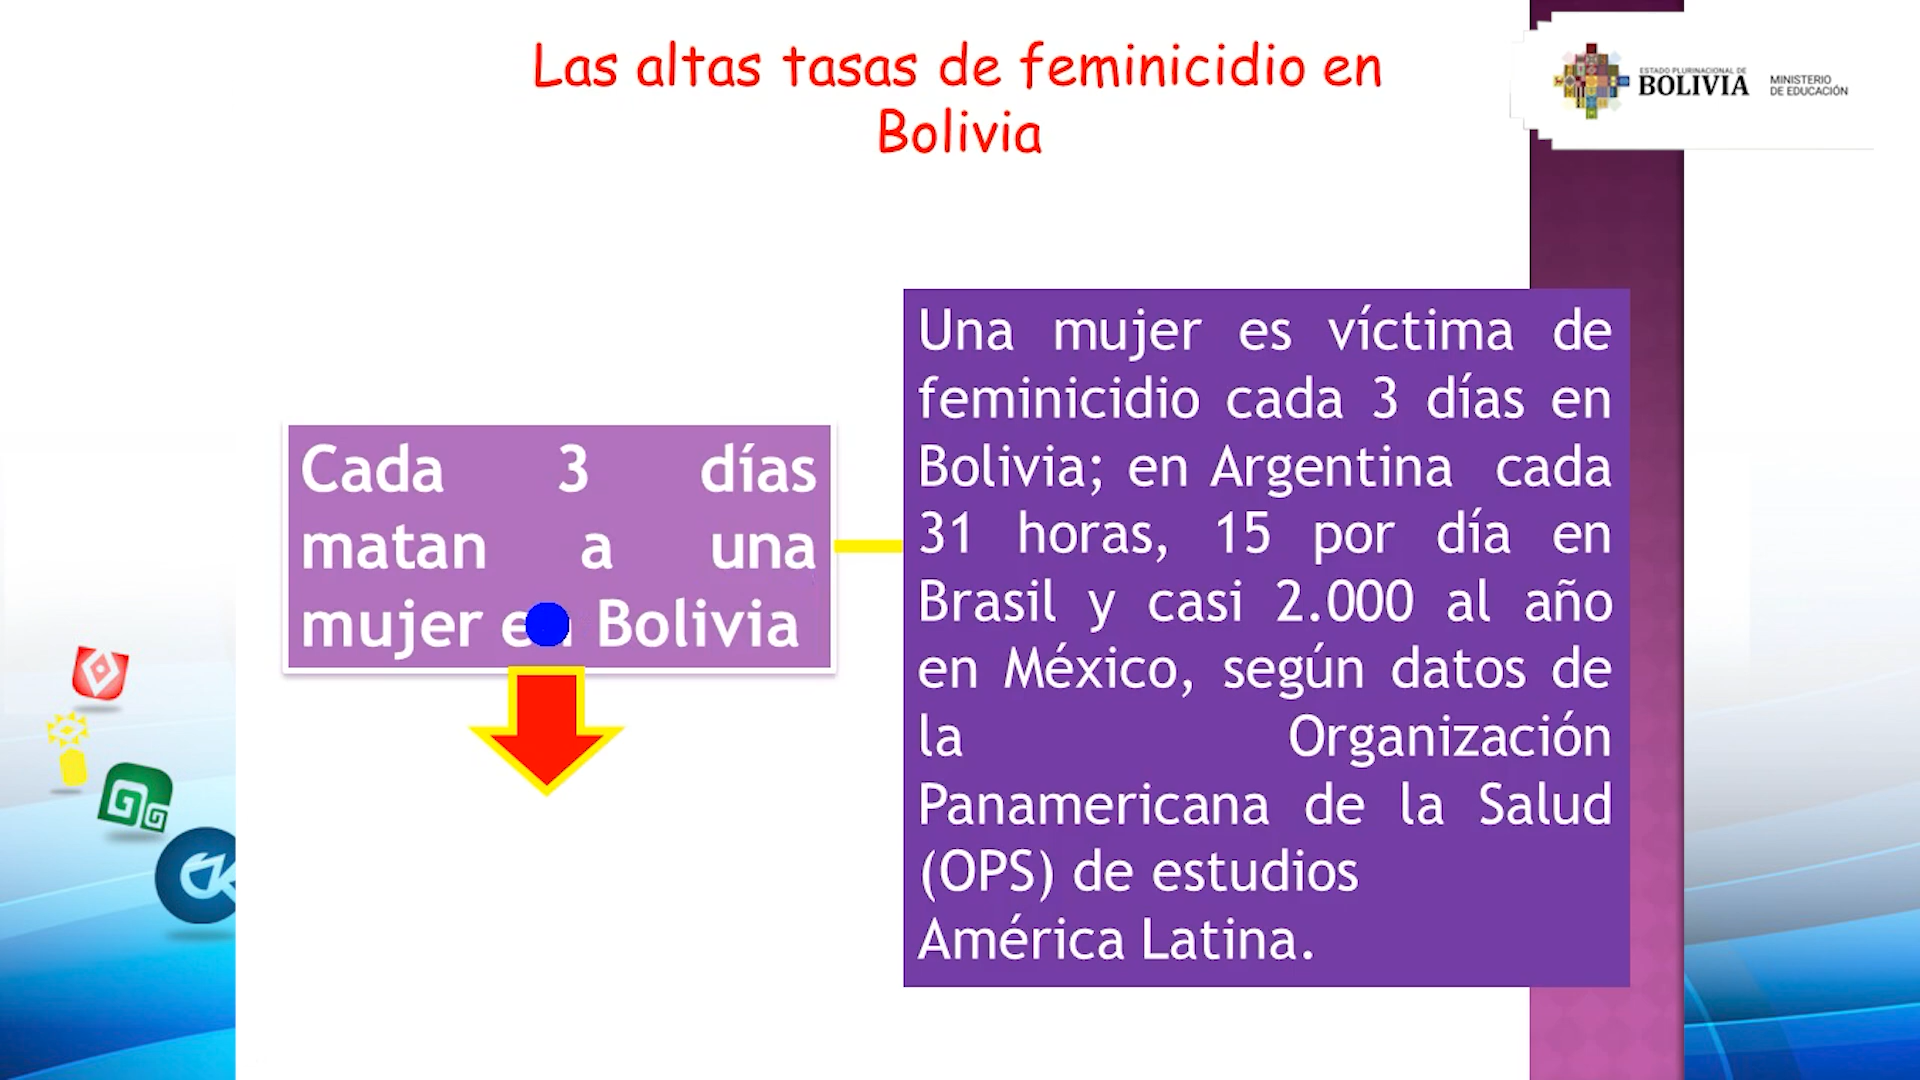 Las altas tasas de feminicidio en
Bolivia
ESTADO PLURINACIONAL DE
BOLIVIA
MINISTERIO
DE EDUCACIÓN
Cada 3 días
matan a una
mujer en Bolivia
Una mujer es víctima de
feminicidio cada 3 días en
Bolivia; en Argentina cada
31 horas, 15 por día en
Brasil y casi 2.000 al año
en México, según datos de
la Organización
Panamericana de la Salud
(OPS) de estudios
América Latina.